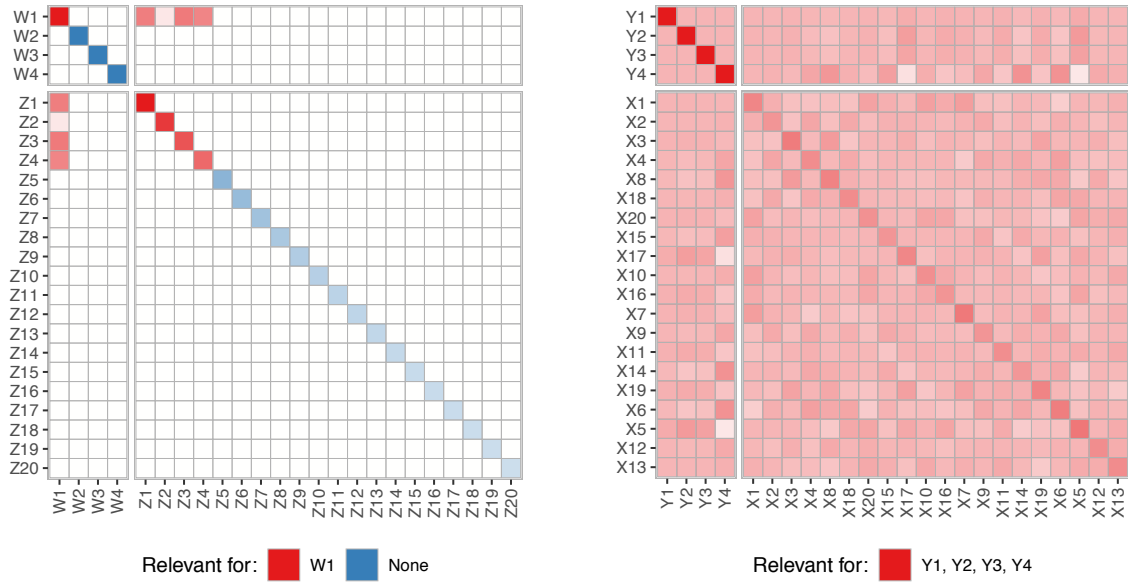 W1
W2
W3
W4
Z1
Z2
Z3
Z4
Z5
Z6
Z7
Z8
Z9
Z10
Z11
Z12
Z13
Z14
Z15
Z16
Z17
Z18
Z19
Z20
W1 W2 W3 W4 Z1 Z2 Z3 Z4 Z5 Z6 Z7 Z8 Z9 Z10 Z11 Z12 Z13 Z14 Z15 Z16 Z17 Z18 Z19 Z20
Relevant for: W1 None
Y1
Y2
Y3
Y4
X1
X2
X3
X4
X8
X18
X20
X15
X17
X10
X16
X7
X9
X11
X14
X19
X6
X5
X12
X13
Y1 Y2 Y3 Y4 X1 X2 X3 X4 X8 X18 X20 X15 X17 X10 X16 X7 X9 X11 X14 X19 X6 X5 X12 X13
Relevant for: Y1, Y2, Y3, Y4